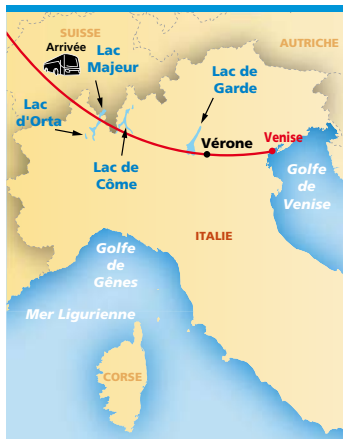 SUISSE
Arrivée
AUTRICHE
Lac
Majeur
Lac de
Garde
Lac
d'Orta
Vérone
Venise
Lac de
Côme
Golfe
de
Venise
ITALIE
Golfe
de
Gênes
Mer Ligurienne
CORSE